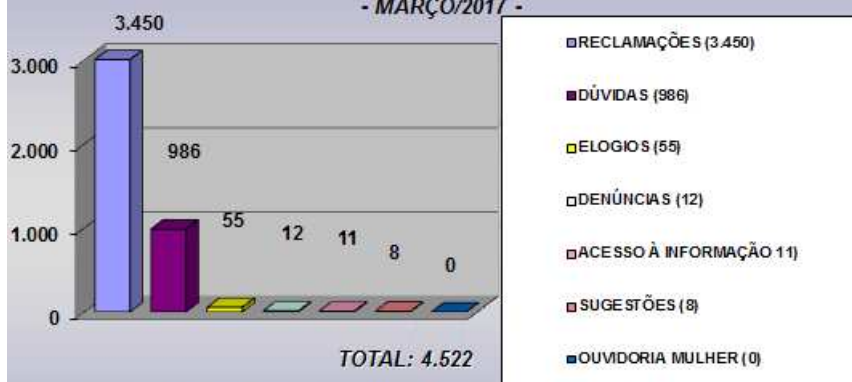 - MARÇO/2017 -
3.450
3.000
2.000
1.000
0
986
55
12
11
8
0
TOTAL: 4.522
RECLAMAÇÕES (3.450)
DÚVIDAS (986)
ELOGIOS (55)
DENÚNCIAS (12)
ACESSO À INFORMAÇÃO 11)
SUGESTÕES (8)
OUVIDORIA MULHER (0)